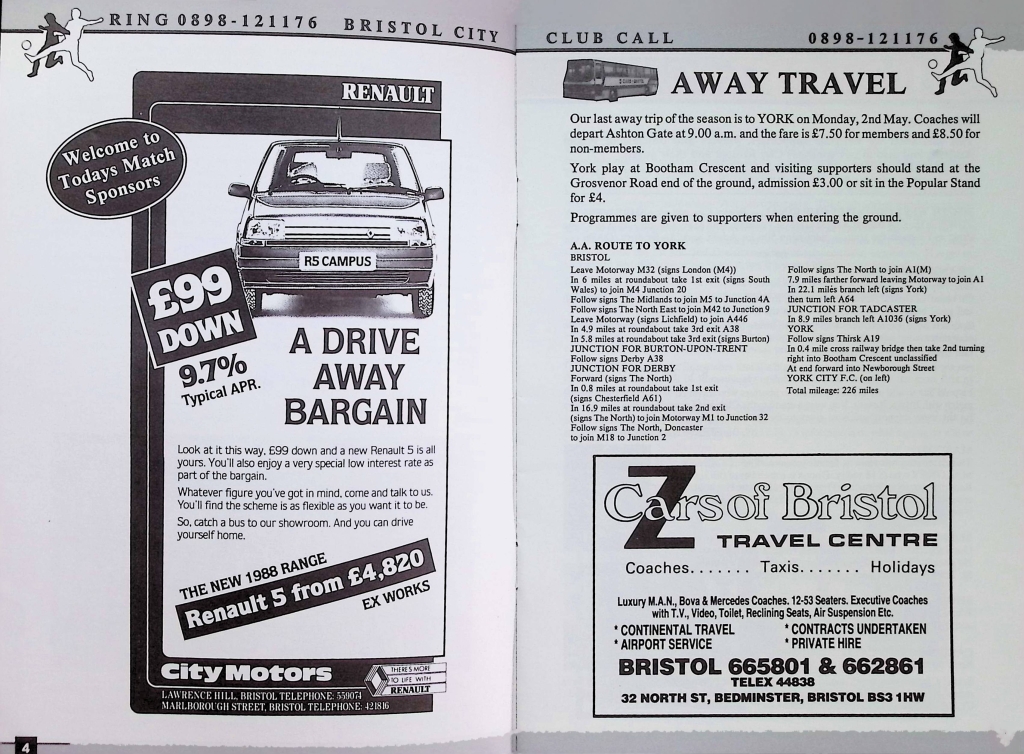 RING 0898-121176 BRISTOL CITY
RENAULT
Welcome to
Todays Match
Sponsors
R5 CAMPUS
£99
DOWN
9.7%
Typical APR.
A DRIVE
AWAY
BARGAIN
Look at it this way, £99 down and a new Renault 5 is all
yours. You'll also enjoy a very special low interest rate as
part of the bargain.
Whatever figure you've got in mind, come and talk to us.
You'll find the scheme is as flexible as you want it to be.
So, catch a bus to our showroom. And you can drive
yourself home.
THE NEW 1988 RANGE
Renault 5 from £4,820
EX WORKS
City Motors
LAWRENCE HILL, BRISTOL TELEPHONE: 559074
MARLBOROUGH STREET, BRISTOL TELEPHONE: 421816
THERE'S MORE
TO LIFE WITH
RENAULT
4
CLUB CALL 0898-121176
AWAY TRAVEL
Our last away trip of the season is to YORK on Monday, 2nd May. Coaches will
depart Ashton Gate at 9.00 a.m. and the fare is £7.50 for members and £8.50 for
non-members.
York play at Bootham Crescent and visiting supporters should stand at the
Grosvenor Road end of the ground, admission £3.00 or sit in the Popular Stand
for £4.
Programmes are given to supporters when entering the ground.
A.A. ROUTE TO YORK
BRISTOL
Leave Motorway M32 (signs London (M4))
In 6 miles at roundabout take 1st exit (signs South
Wales) to join M4 Junction 20
Follow signs The Midlands to join M5 to Junction 4A
Follow signs The North East to join M42 to Junction 9
Leave Motorway (signs Lichfield) to join A446
In 4.9 miles at roundabout take 3rd exit A38
In 5.8 miles at roundabout take 3rd exit (signs Burton)
JUNCTION FOR BURTON-UPON-TRENT
Follow signs Derby A38
JUNCTION FOR DERBY
Forward (signs The North)
In 0.8 miles at roundabout take 1st exit
(signs Chesterfield A61)
In 16.9 miles at roundabout take 2nd exit
(signs The North) to join Motorway M1 to Junction 32
Follow signs The North, Doncaster
to join M18 to Junction 2
Follow signs The North to join A1(M)
7.9 miles farther forward leaving Motorway to join A1
In 22.1 miles branch left (signs York)
then turn left A64
JUNCTION FOR TADCASTER
In 8.9 miles branch left A1036 (signs York)
YORK
Follow signs Thirsk A19
In 0.4 mile cross railway bridge then take 2nd turning
right into Bootham Crescent unclassified
At end forward into Newborough Street
YORK CITY F.C. (on left)
Total mileage: 226 miles
Z Cars of Bristol
TRAVEL CENTRE
Coaches....... Taxis....... Holidays
Luxury M.A.N., Bova & Mercedes Coaches. 12-53 Seaters. Executive Coaches
with T.V., Video, Toilet, Reclining Seats, Air Suspension Etc.
* CONTINENTAL TRAVEL * CONTRACTS UNDERTAKEN
* AIRPORT SERVICE * PRIVATE HIRE
BRISTOL 665801 & 662861
TELEX 44838
32 NORTH ST, BEDMINSTER, BRISTOL BS3 1HW